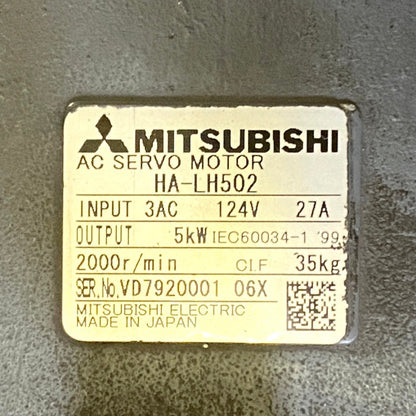 MITSUBISHI
AC SERVO MOTOR
HA-LH502
INPUT 3AC 124V 27A
OUTPUT 5kW IEC60034-1 '99
2000r/min CI.F 35kg
SER.No.VD7920001 06X
MITSUBISHI ELECTRIC
MADE IN JAPAN